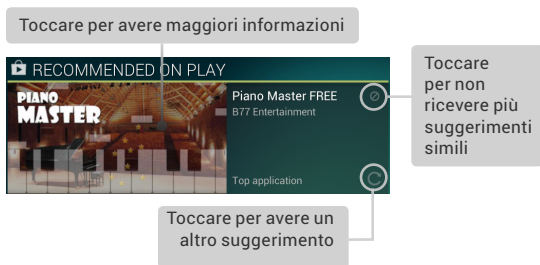 Toccare per avere maggiori informazioni
RECOMMENDED ON PLAY
PIANO
MASTER
Piano Master FREE
B77 Entertainment
Top application
Toccare
per non
ricevere più
suggerimenti
simili
Toccare per avere un
altro suggerimento